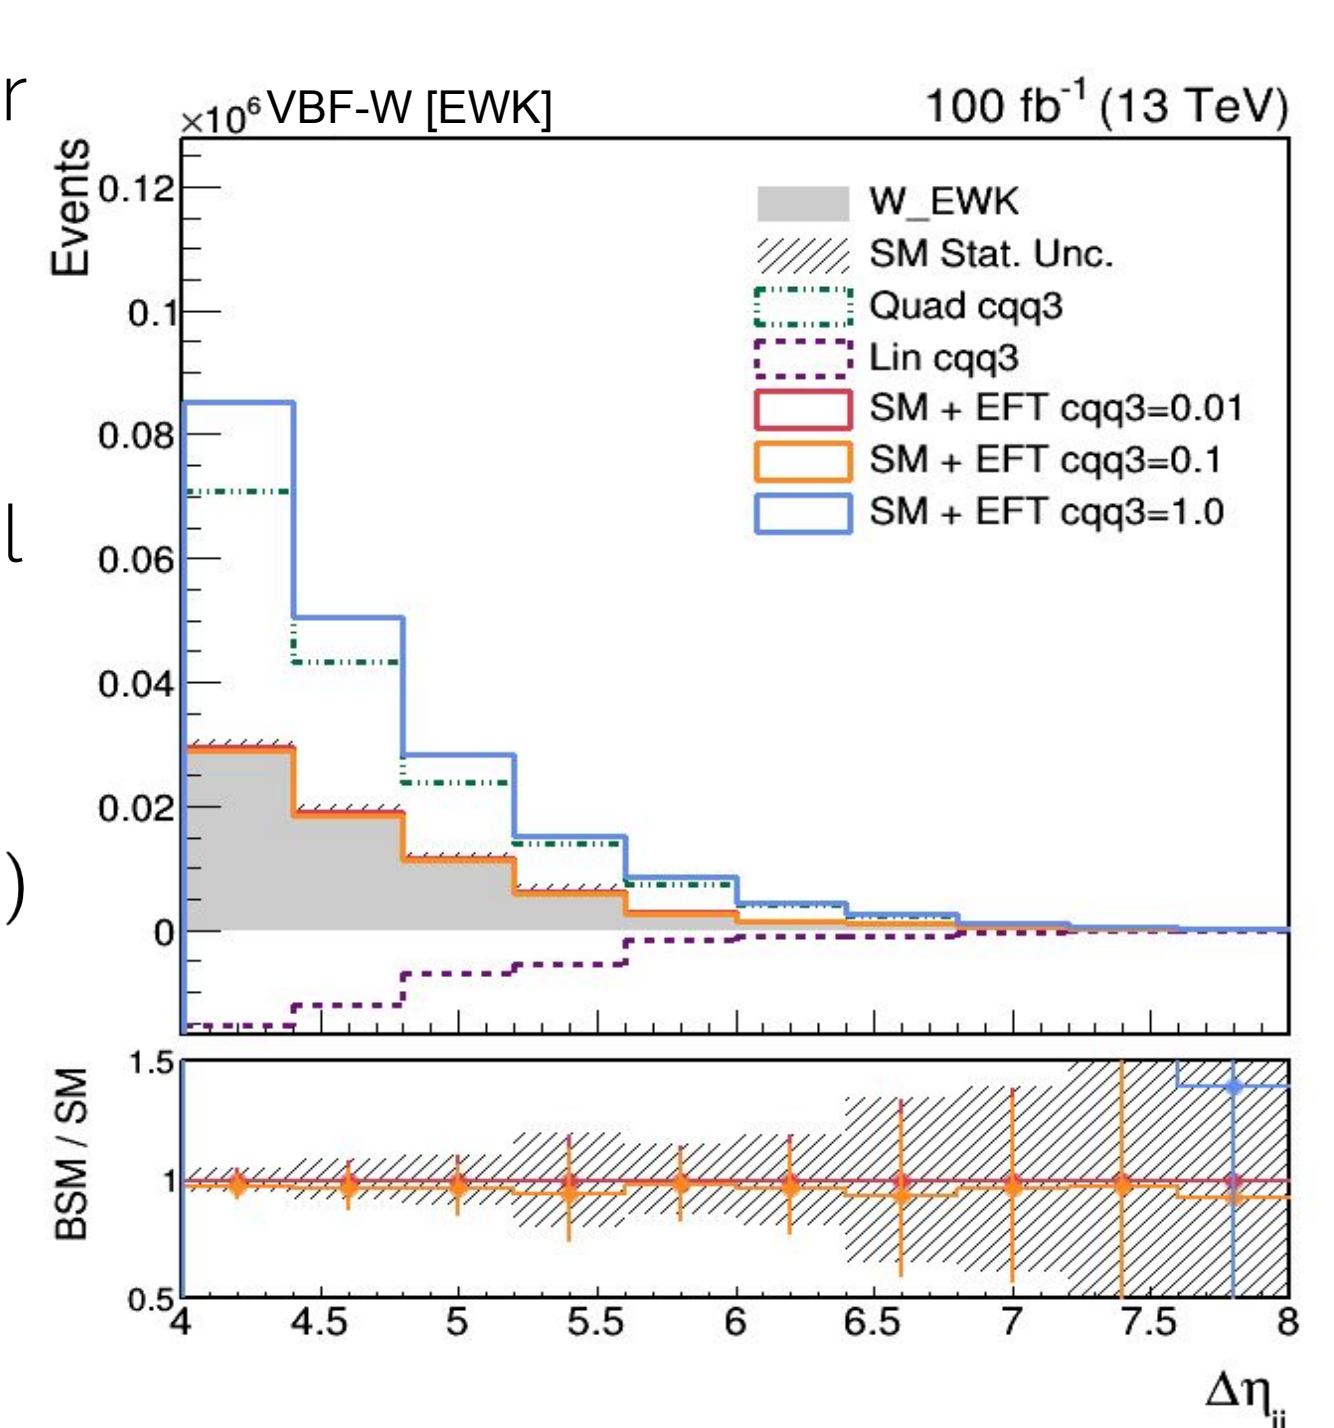 r
×10⁶ VBF-W [EWK] 100 fb⁻¹ (13 TeV)
Events
0.12
0.1
0.08
0.06
0.04
0.02
0
W_EWK
SM Stat. Unc.
Quad cqq3
Lin cqq3
SM + EFT cqq3=0.01
SM + EFT cqq3=0.1
SM + EFT cqq3=1.0
l
)
BSM / SM
1.5
1
0.5
4 4.5 5 5.5 6 6.5 7 7.5 8
Δη_jj